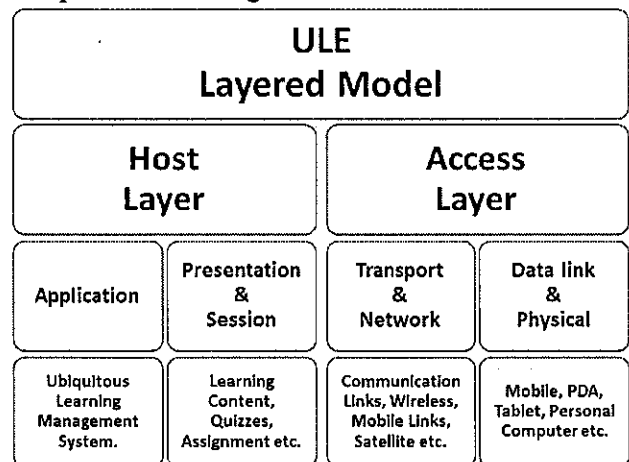 ULE
Layered Model
Host
Layer
Access
Layer
Application
Presentation
&
Session
Transport
&
Network
Data link
&
Physical
Ubiquitous
Learning
Management
System.
Learning
Content,
Quizzes,
Assignment etc.
Communication
Links, Wireless,
Mobile Links,
Satellite etc.
Mobile, PDA,
Tablet, Personal
Computer etc.